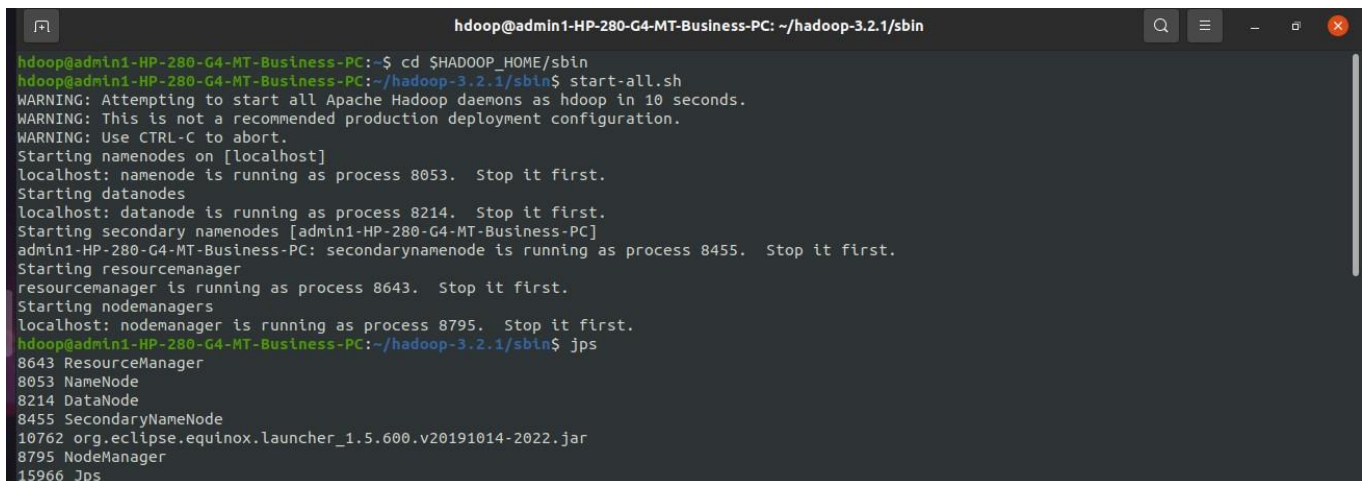 hdoop@admin1-HP-280-G4-MT-Business-PC: ~/hadoop-3.2.1/sbin
hdoop@admin1-HP-280-G4-MT-Business-PC:~$ cd $HADOOP_HOME/sbin
hdoop@admin1-HP-280-G4-MT-Business-PC:~/hadoop-3.2.1/sbin$ start-all.sh
WARNING: Attempting to start all Apache Hadoop daemons as hdoop in 10 seconds.
WARNING: This is not a recommended production deployment configuration.
WARNING: Use CTRL-C to abort.
Starting namenodes on [localhost]
localhost: namenode is running as process 8053.  Stop it first.
Starting datanodes
localhost: datanode is running as process 8214.  Stop it first.
Starting secondary namenodes [admin1-HP-280-G4-MT-Business-PC]
admin1-HP-280-G4-MT-Business-PC: secondarynamenode is running as process 8455.  Stop it first.
Starting resourcemanager
resourcemanager is running as process 8643.  Stop it first.
Starting nodemanagers
localhost: nodemanager is running as process 8795.  Stop it first.
hdoop@admin1-HP-280-G4-MT-Business-PC:~/hadoop-3.2.1/sbin$ jps
8643 ResourceManager
8053 NameNode
8214 DataNode
8455 SecondaryNameNode
10762 org.eclipse.equinox.launcher_1.5.600.v20191014-2022.jar
8795 NodeManager
15966 Jps